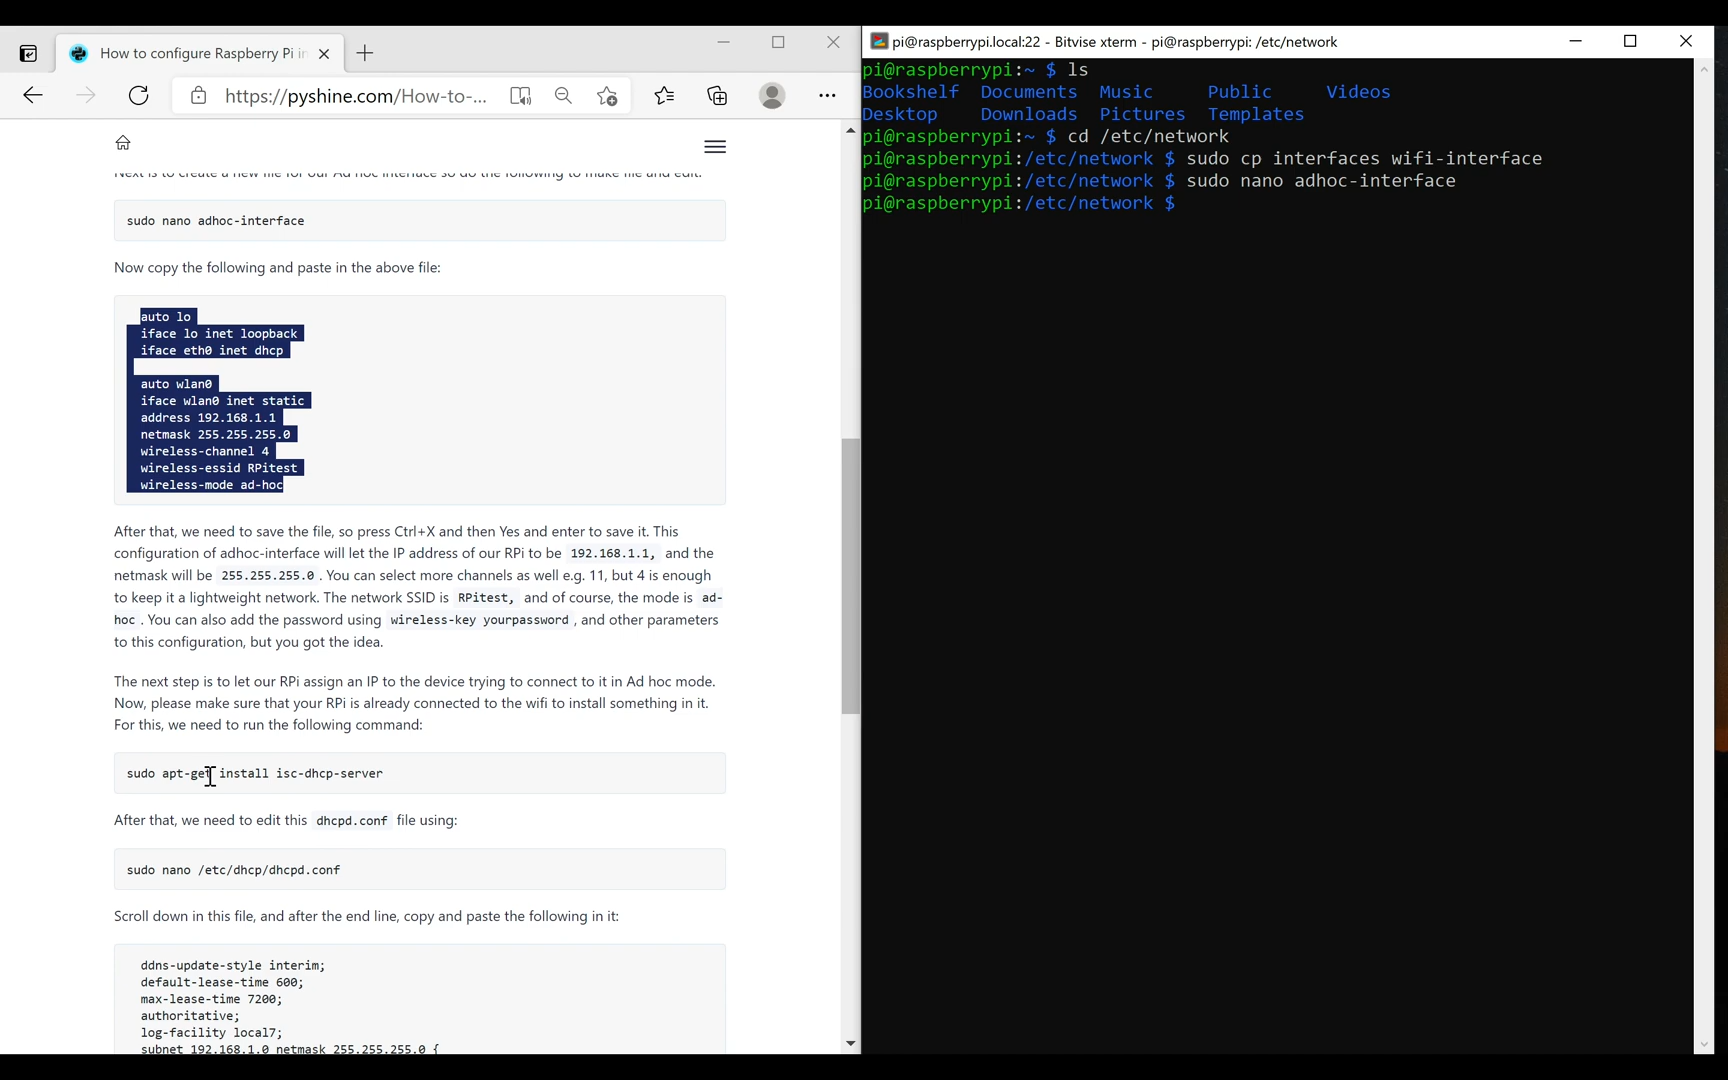 How to configure Raspberry Pi in
https://pyshine.com/How-to-...
Next is to create a new file for our Ad hoc interface so do the following to make file and edit.
sudo nano adhoc-interface
Now copy the following and paste in the above file:
auto lo
iface lo inet loopback
iface eth0 inet dhcp
auto wlan0
iface wlan0 inet static
address 192.168.1.1
netmask 255.255.255.0
wireless-channel 4
wireless-essid RPitest
wireless-mode ad-hoc
After that, we need to save the file, so press Ctrl+X and then Yes and enter to save it. This
configuration of adhoc-interface will let the IP address of our RPi to be 192.168.1.1, and the
netmask will be 255.255.255.0 . You can select more channels as well e.g. 11, but 4 is enough
to keep it a lightweight network. The network SSID is RPitest, and of course, the mode is ad-
hoc . You can also add the password using wireless-key yourpassword , and other parameters
to this configuration, but you got the idea.
The next step is to let our RPi assign an IP to the device trying to connect to it in Ad hoc mode.
Now, please make sure that your RPi is already connected to the wifi to install something in it.
For this, we need to run the following command:
sudo apt-get install isc-dhcp-server
After that, we need to edit this dhcpd.conf file using:
sudo nano /etc/dhcp/dhcpd.conf
Scroll down in this file, and after the end line, copy and paste the following in it:
ddns-update-style interim;
default-lease-time 600;
max-lease-time 7200;
authoritative;
log-facility local7;
subnet 192.168.1.0 netmask 255.255.255.0 {
pi@raspberrypi.local:22 - Bitvise xterm - pi@raspberrypi: /etc/network
pi@raspberrypi:~ $ ls
Bookshelf Documents Music Public Videos
Desktop Downloads Pictures Templates
pi@raspberrypi:~ $ cd /etc/network
pi@raspberrypi:/etc/network $ sudo cp interfaces wifi-interface
pi@raspberrypi:/etc/network $ sudo nano adhoc-interface
pi@raspberrypi:/etc/network $